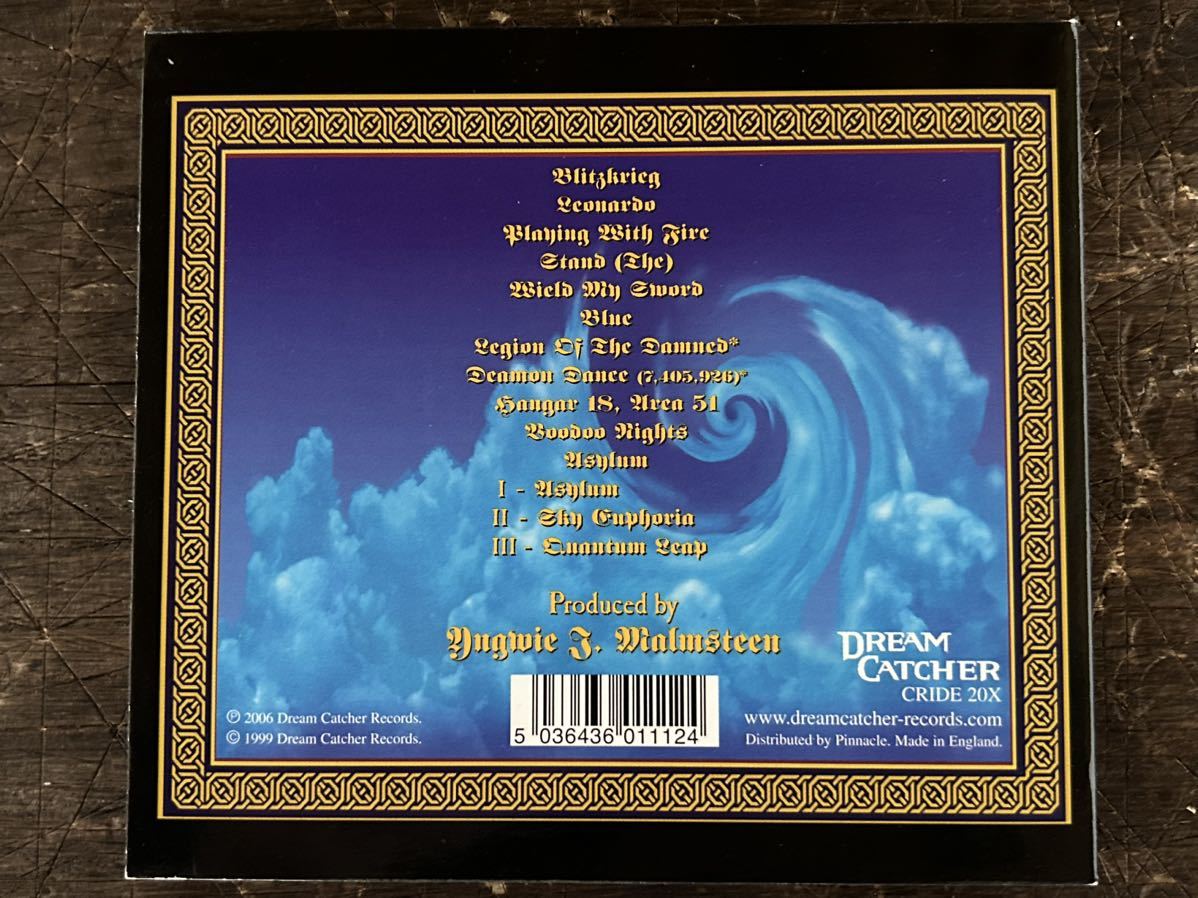 Blitzkrieg
Leonardo
Playing With Fire
Stand (The)
Wield My Sword
Blue
Legion Of The Damned*
Deamon Dance (7,405,926)*
Hangar 18, Area 51
Voodoo Nights
Asylum
I - Asylum
II - Sky Euphoria
III - Quantum Leap
Produced by
Yngwie J. Malmsteen
DREAM
CATCHER
CRIDE 20X
℗ 2006 Dream Catcher Records.
© 1999 Dream Catcher Records.
5 036436 011124
www.dreamcatcher-records.com
Distributed by Pinnacle. Made in England.